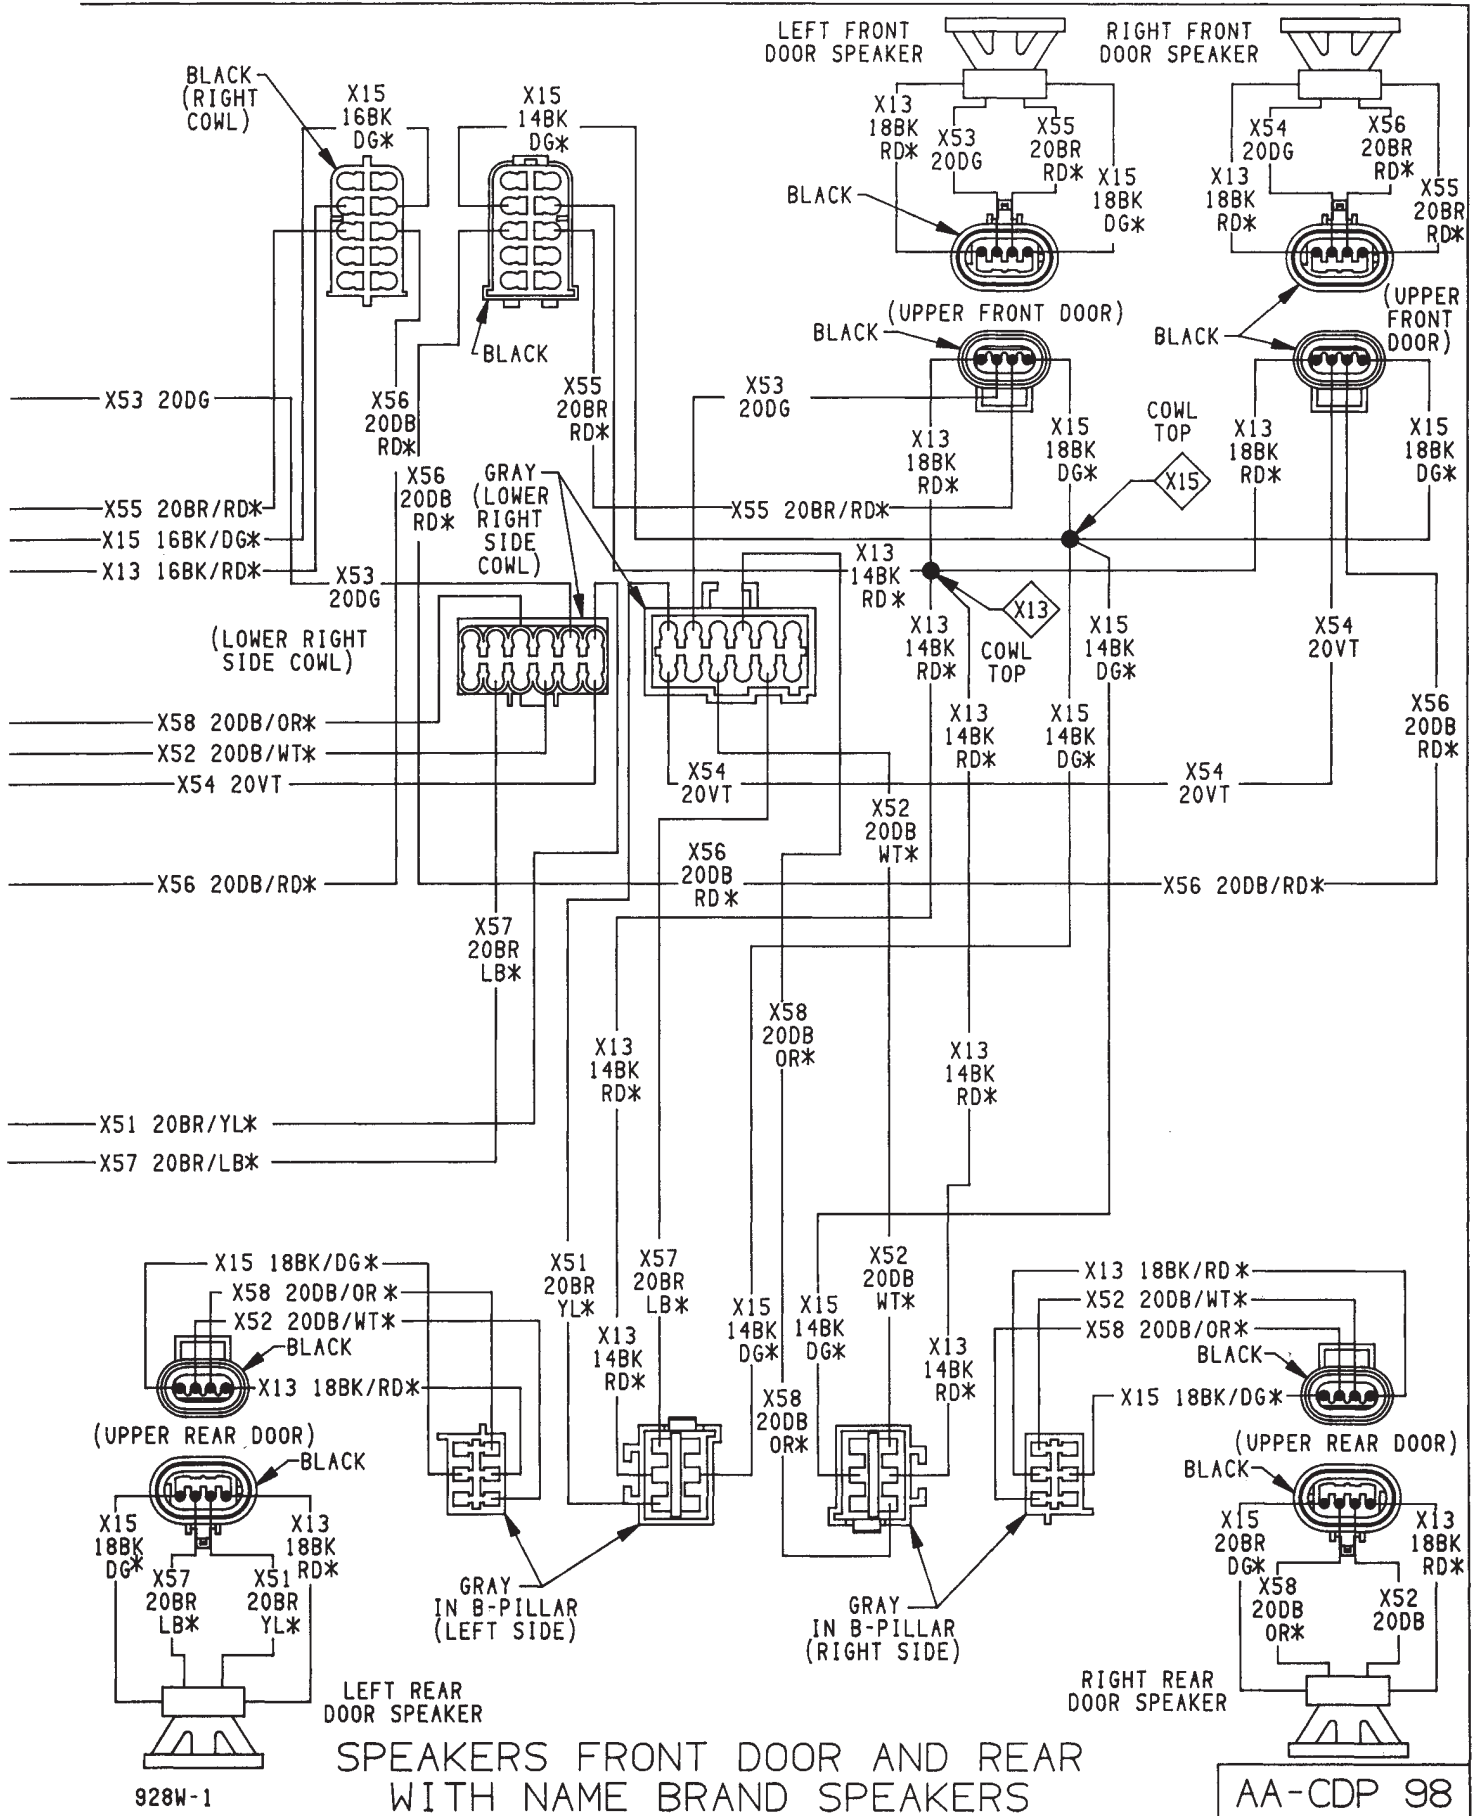 LEFT FRONT
DOOR SPEAKER
RIGHT FRONT
DOOR SPEAKER
BLACK
(RIGHT
COWL)
X15
16BK
DG*
X15
14BK
DG*
X13
18BK
RD*
X53
20DG
X55
20BR
RD*
X15
18BK
DG*
X54
20DG
X56
20BR
RD*
X13
18BK
RD*
X55
20BR
RD*
BLACK
(UPPER FRONT DOOR)
BLACK
BLACK
(UPPER
FRONT
DOOR)
BLACK
X53 20DG
X56
20DB
RD*
X55
20BR
RD*
X53
20DG
X13
18BK
RD*
X15
18BK
DG*
COWL
TOP
X15
X13
18BK
RD*
X15
18BK
DG*
X56
20DB
RD*
GRAY
(LOWER
RIGHT
SIDE
COWL)
X55 20BR/RD*
X55 20BR/RD*
X15 16BK/DG*
X13 16BK/RD*
X53
20DG
X13
14BK
RD*
X13
COWL
TOP
(LOWER RIGHT
SIDE COWL)
X13
14BK
RD*
X15
14BK
DG*
X54
20VT
X58 20DB/OR*
X52 20DB/WT*
X54 20VT
X13
14BK
RD*
X15
14BK
DG*
X56
20DB
RD*
X54
20VT
X54
20VT
X52
20DB
WT*
X56
20DB
RD*
X56 20DB/RD*
X56 20DB/RD*
X57
20BR
LB*
X58
20DB
OR*
X13
14BK
RD*
X13
14BK
RD*
X51 20BR/YL*
X57 20BR/LB*
X15 18BK/DG*
X58 20DB/OR*
X52 20DB/WT*
BLACK
X13 18BK/RD*
(UPPER REAR DOOR)
BLACK
X51
20BR
YL*
X57
20BR
LB*
X13
14BK
RD*
X15
14BK
DG*
X15
14BK
DG*
X52
20DB
WT*
X13
14BK
RD*
X58
20DB
OR*
X13 18BK/RD*
X52 20DB/WT*
X58 20DB/OR*
BLACK
X15 18BK/DG*
(UPPER REAR DOOR)
BLACK
X15
18BK
DG*
X13
18BK
RD*
X57
20BR
LB*
X51
20BR
YL*
GRAY
IN B-PILLAR
(LEFT SIDE)
GRAY
IN B-PILLAR
(RIGHT SIDE)
X15
20BR
DG*
X13
18BK
RD*
X58
20DB
OR*
X52
20DB
LEFT REAR
DOOR SPEAKER
RIGHT REAR
DOOR SPEAKER
SPEAKERS FRONT DOOR AND REAR
WITH NAME BRAND SPEAKERS
928W-1
AA-CDP 98